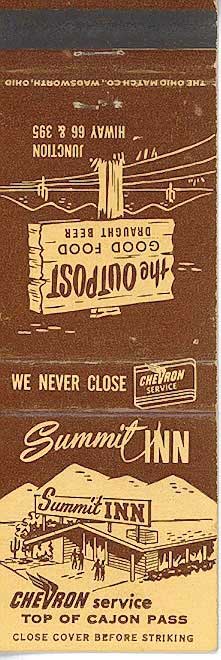 THE OHIO MATCH CO., WADSWORTH, OHIO
JUNCTION
HIWAY 66 & 395
the OUTPOST
GOOD FOOD
DRAUGHT BEER
WE NEVER CLOSE
CHEVRON
SERVICE
Summit INN
Summit INN
CHEVRON service
TOP OF CAJON PASS
CLOSE COVER BEFORE STRIKING